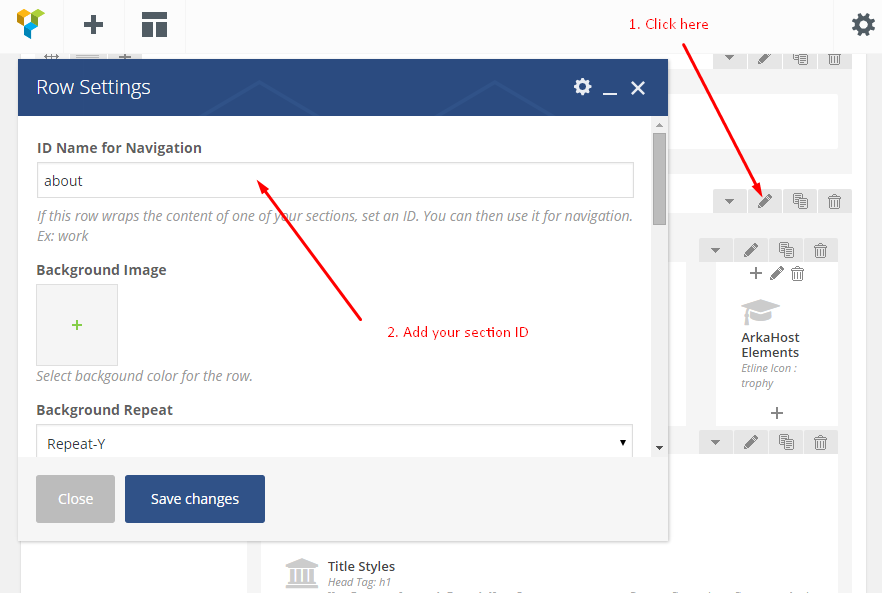 1. Click here
Row Settings
ID Name for Navigation
about
If this row wraps the content of one of your sections, set an ID. You can then use it for navigation.
Ex: work
Background Image
Select backgound color for the row.
2. Add your section ID
Background Repeat
Repeat-Y
Close
Save changes
ArkaHost
Elements
Etline Icon :
trophy
Title Styles
Head Tag: h1